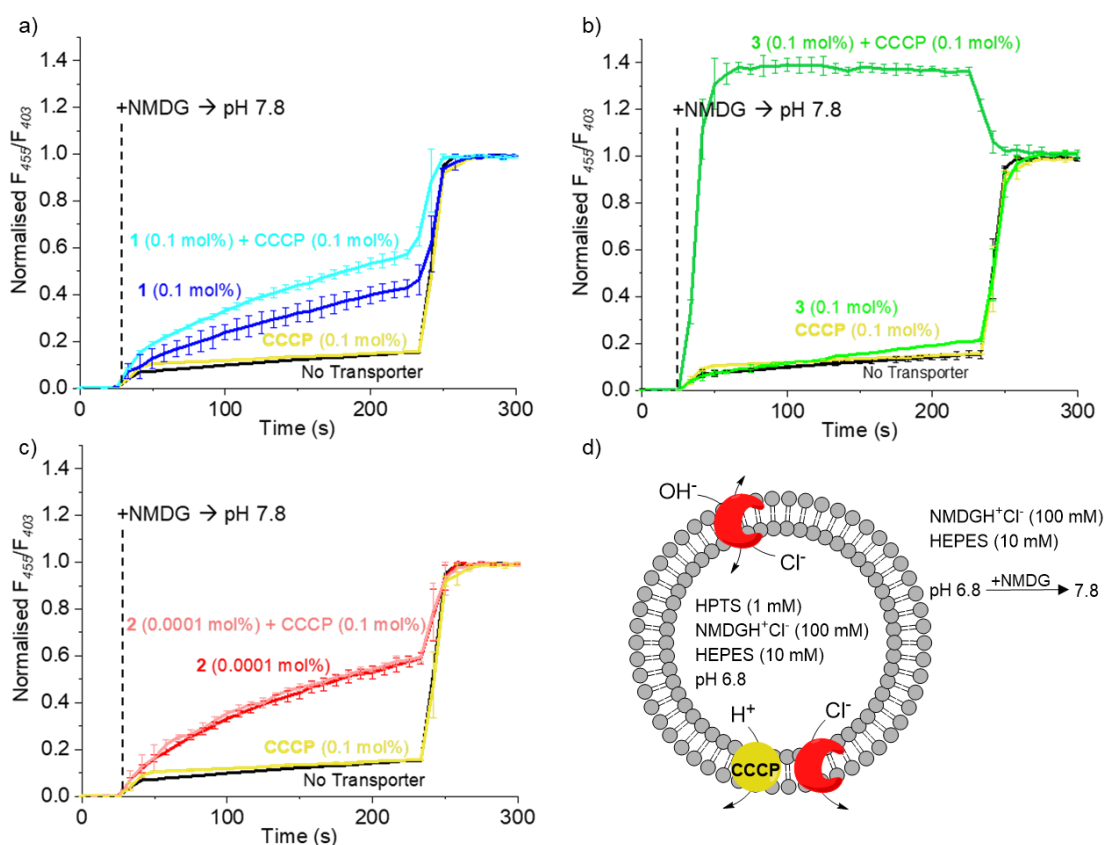 a)
Normalised F455/F403
1.4
1.2
1.0
0.8
0.6
0.4
0.2
0.0
+NMDG → pH 7.8
1 (0.1 mol%) + CCCP (0.1 mol%)
1 (0.1 mol%)
CCCP (0.1 mol%)
No Transporter
0 100 200 300
Time (s)
b)
Normalised F455/F403
1.4
1.2
1.0
0.8
0.6
0.4
0.2
0.0
3 (0.1 mol%) + CCCP (0.1 mol%)
+NMDG → pH 7.8
3 (0.1 mol%)
CCCP (0.1 mol%)
No Transporter
0 100 200 300
Time (s)
c)
Normalised F455/F403
1.4
1.2
1.0
0.8
0.6
0.4
0.2
0.0
+NMDG → pH 7.8
2 (0.0001 mol%) + CCCP (0.1 mol%)
2 (0.0001 mol%)
CCCP (0.1 mol%)
No Transporter
0 100 200 300
Time (s)
d)
OH-
Cl-
HPTS (1 mM)
NMDGH+Cl- (100 mM)
HEPES (10 mM)
pH 6.8
H+
Cl-
CCCP
NMDGH+Cl- (100 mM)
HEPES (10 mM)
pH 6.8 +NMDG 7.8